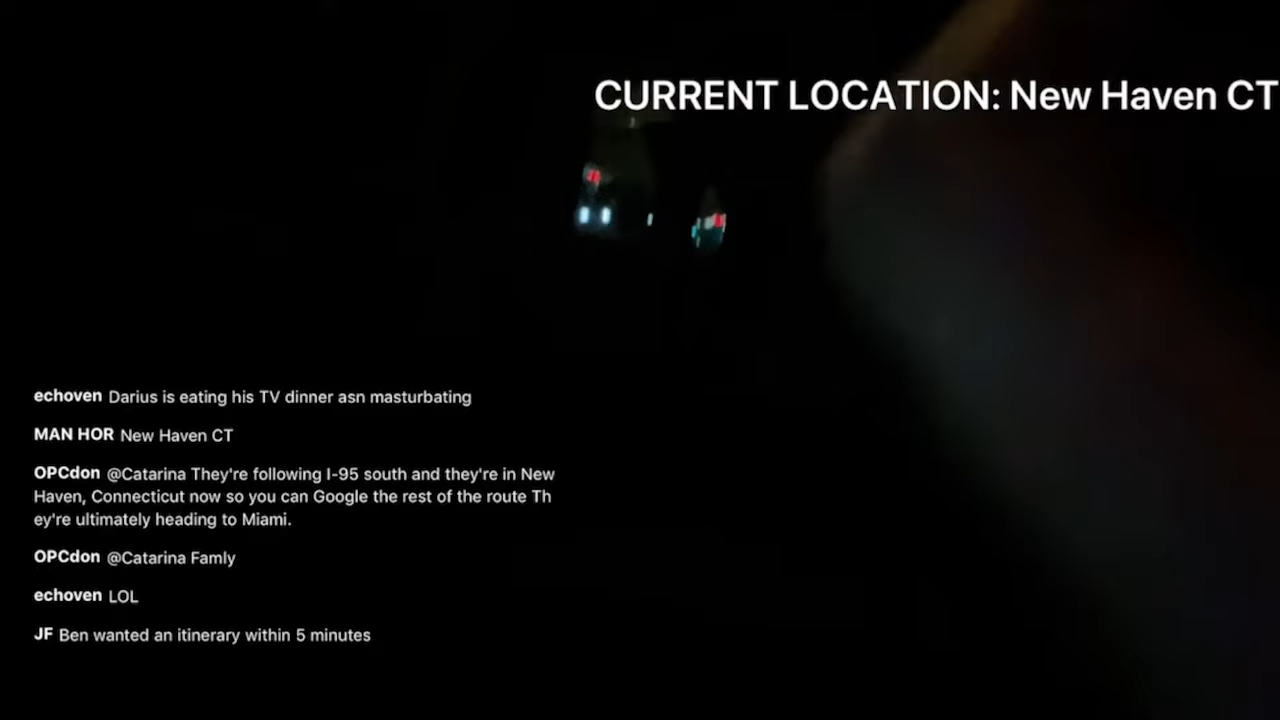 CURRENT LOCATION: New Haven CT
echoven Darius is eating his TV dinner asn masturbating
MAN HOR New Haven CT
OPCdon @Catarina They're following I-95 south and they're in New
Haven, Connecticut now so you can Google the rest of the route Th
ey're ultimately heading to Miami.
OPCdon @Catarina Famly
echoven LOL
JF Ben wanted an itinerary within 5 minutes